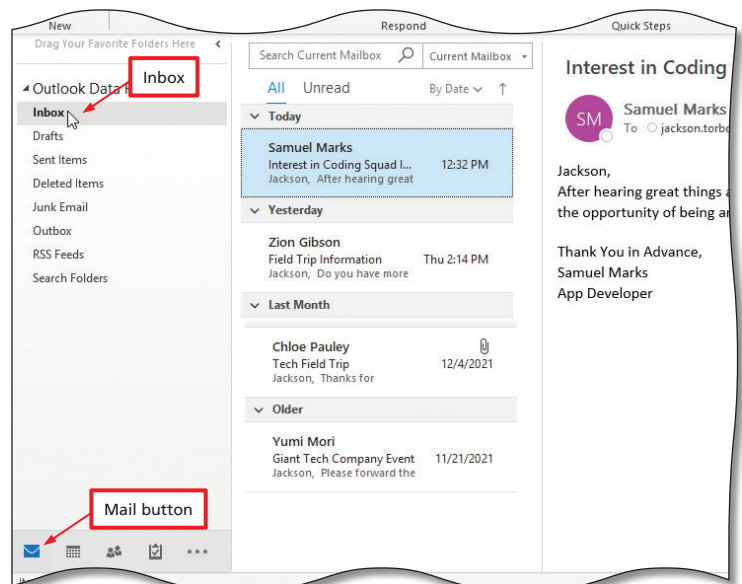 New
Respond
Quick Steps
Drag Your Favorite Folders Here
Search Current Mailbox
Current Mailbox
Inbox
Outlook Data F
All Unread By Date
Inbox
Drafts
Sent Items
Deleted Items
Junk Email
Outbox
RSS Feeds
Search Folders
Today
Samuel Marks
Interest in Coding Squad I... 12:32 PM
Jackson, After hearing great
Yesterday
Zion Gibson
Field Trip Information Thu 2:14 PM
Jackson, Do you have more
Last Month
Chloe Pauley
Tech Field Trip 12/4/2021
Jackson, Thanks for
Older
Yumi Mori
Giant Tech Company Event 11/21/2021
Jackson, Please forward the
Interest in Coding
SM
Samuel Marks
To jackson.torbo
Jackson,
After hearing great things a
the opportunity of being a
Thank You in Advance,
Samuel Marks
App Developer
Mail button